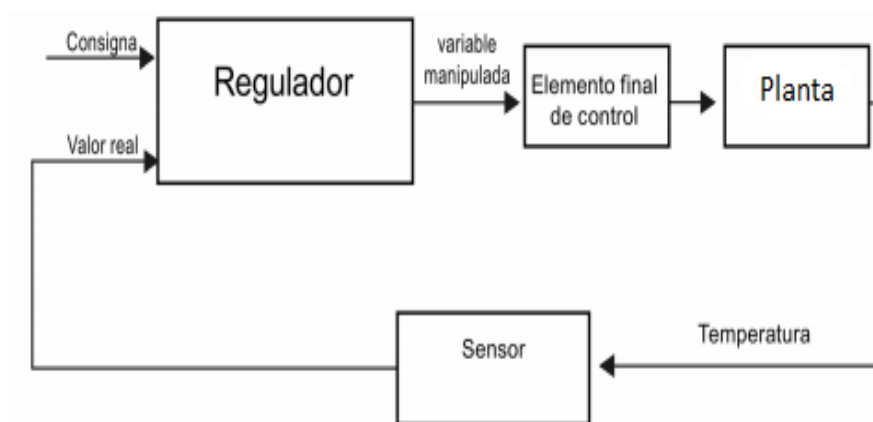 Consigna
Regulador
variable
manipulada
Elemento final
de control
Planta
Valor real
Sensor
Temperatura